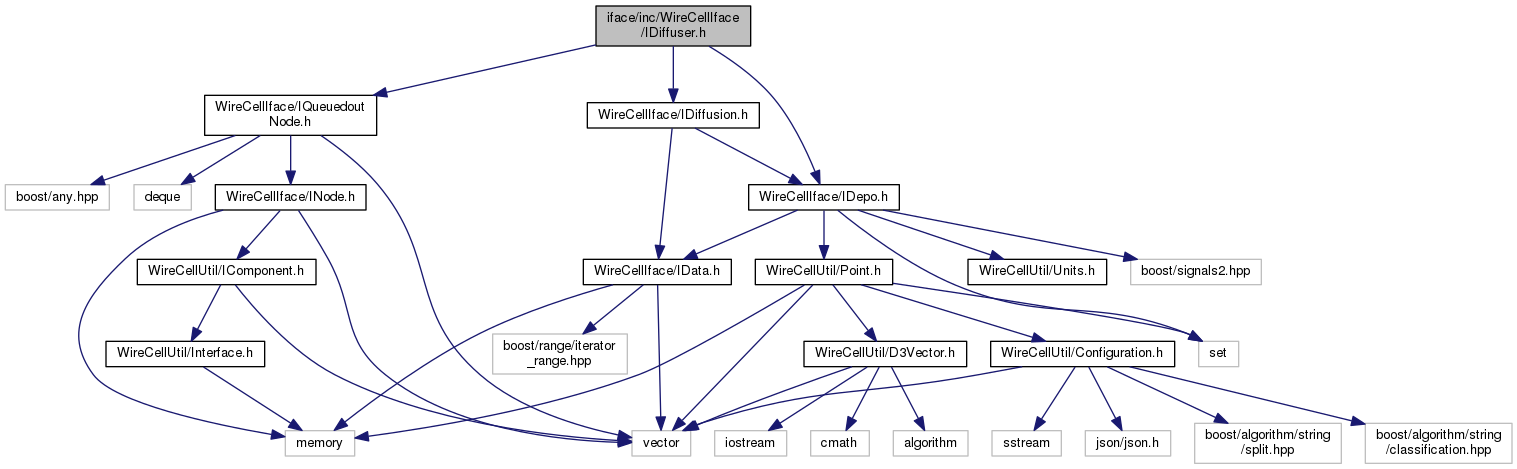 iface/inc/WireCellIface
/IDiffuser.h
WireCellIface/IQueuedout
Node.h
WireCellIface/IDiffusion.h
boost/any.hpp
deque
WireCellIface/INode.h
WireCellIface/IDepo.h
WireCellUtil/IComponent.h
WireCellIface/IData.h
WireCellUtil/Point.h
WireCellUtil/Units.h
boost/signals2.hpp
WireCellUtil/Interface.h
boost/range/iterator
_range.hpp
WireCellUtil/D3Vector.h
WireCellUtil/Configuration.h
set
memory
vector
iostream
cmath
algorithm
sstream
json/json.h
boost/algorithm/string
/split.hpp
boost/algorithm/string
/classification.hpp